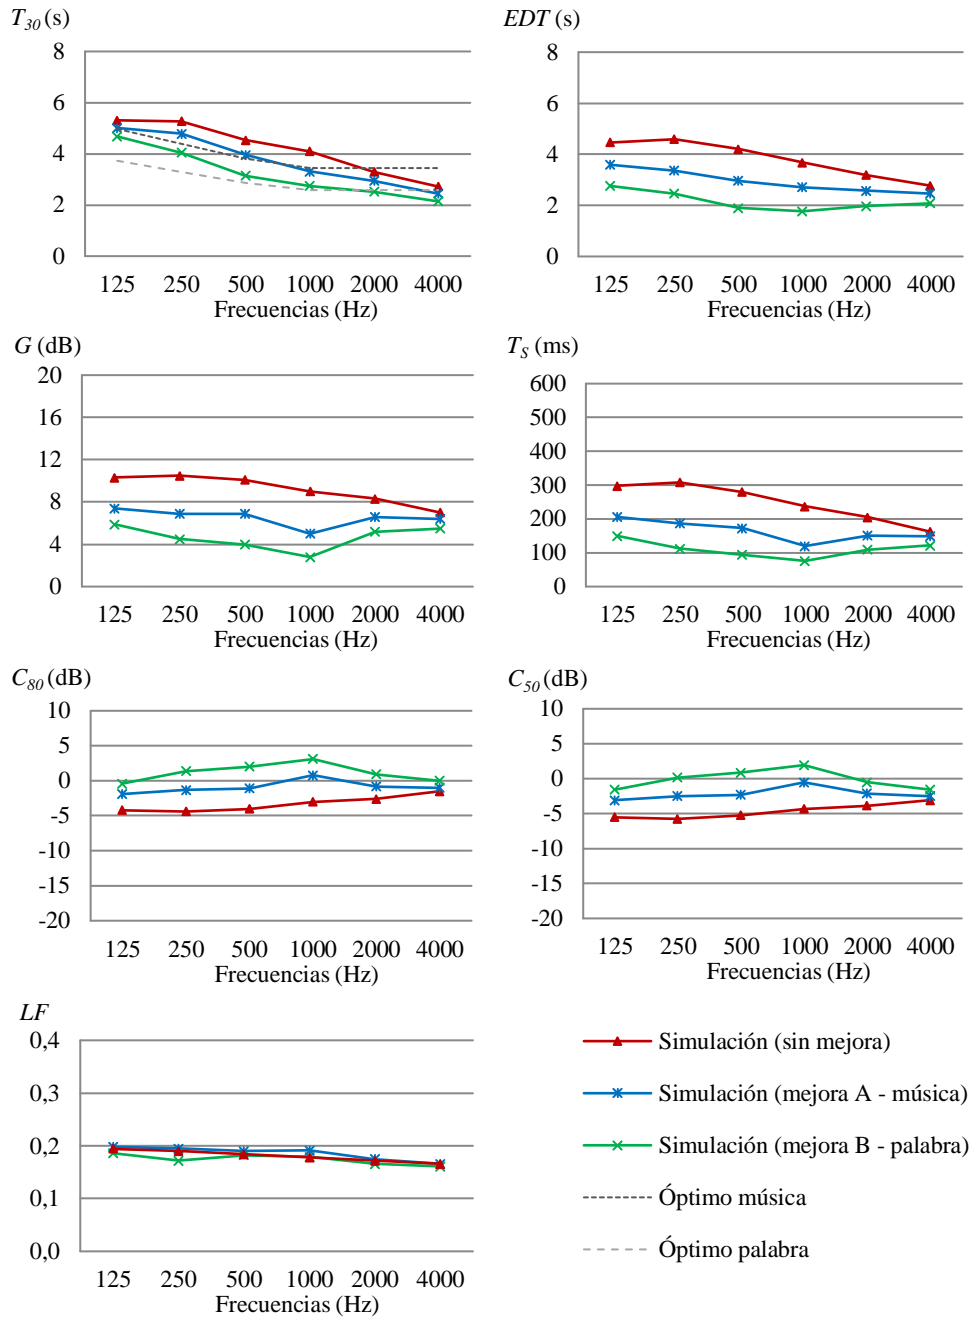 T30 (s)
8
6
4
2
0
125 250 500 1000 2000 4000
Frecuencias (Hz)
EDT (s)
8
6
4
2
0
125 250 500 1000 2000 4000
Frecuencias (Hz)
G (dB)
20
16
12
8
4
0
125 250 500 1000 2000 4000
Frecuencias (Hz)
TS (ms)
600
500
400
300
200
100
0
125 250 500 1000 2000 4000
Frecuencias (Hz)
C80 (dB)
10
5
0
-5
-10
-15
-20
125 250 500 1000 2000 4000
Frecuencias (Hz)
C50 (dB)
10
5
0
-5
-10
-15
-20
125 250 500 1000 2000 4000
Frecuencias (Hz)
LF
0,4
0,3
0,2
0,1
0,0
125 250 500 1000 2000 4000
Frecuencias (Hz)
Simulación (sin mejora)
Simulación (mejora A - música)
Simulación (mejora B - palabra)
Óptimo música
Óptimo palabra